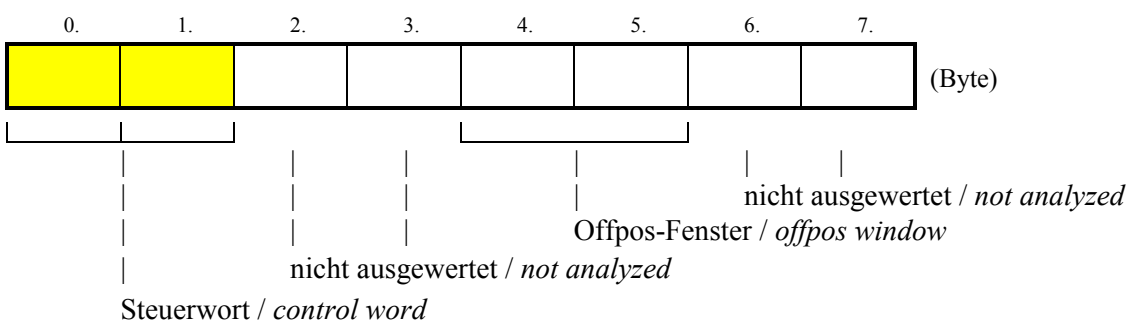 0. 1. 2. 3. 4. 5. 6. 7.
(Byte)
nicht ausgewertet / not analyzed
Offpos-Fenster / offpos window
nicht ausgewertet / not analyzed
Steuerwort / control word